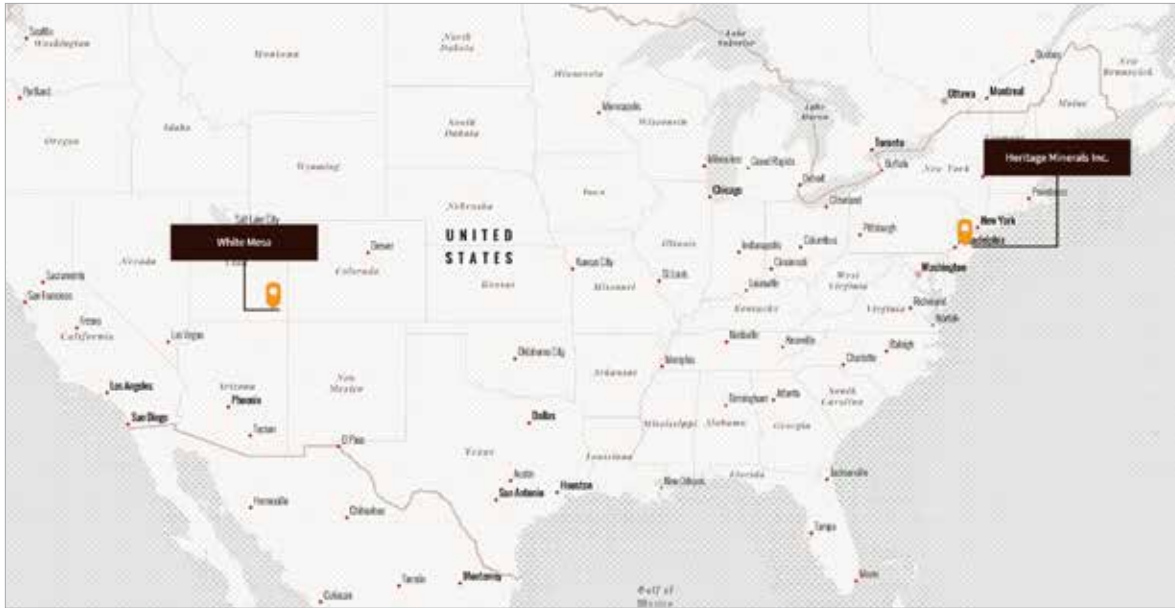 Seattle
Washington
Portland
Oregon
Montana
Idaho
Wyoming
North
Dakota
South
Dakota
Minnesota
Minneapolis
Wisconsin
Lake
Superior
Lake
Huron
Ottawa
Montreal
Quebec
New
Brunswick
Maine
Toronto
Buffalo
New York
Heritage Minerals Inc.
Providence
Milwaukee
Grand Rapids
Detroit
Chicago
Cleveland
Iowa
Nebraska
Salt Lake City
White Mesa
Nevada
Denver
Colorado
UNITED
STATES
Kansas
Kansas City
Missouri
St. Louis
Illinois
Indianapolis
Columbus
Cincinnati
Pittsburgh
New York
adelphia
Washington
West
Virginia
Virginia
Richmond
Norfolk
Louisville
Kentucky
Sacramento
San Francisco
Fresno
California
Las Vegas
Los Angeles
San Diego
Arizona
Phoenix
Tucson
New
Mexico
El Paso
Oklahoma City
Arkansas
Memphis
Nashville
Knoxville
Charlotte
Raleigh
South
Carolina
Birmingham
Atlanta
Mississippi
Alabama
Georgia
Dallas
Texas
Louisiana
Austin
San Antonio
Houston
New Orleans
Florida
Jacksonville
Tampa
Miami
Hermosillo
Chihuahua
Torreón
Monterrey
Culiacan
Gulf of
Mexico